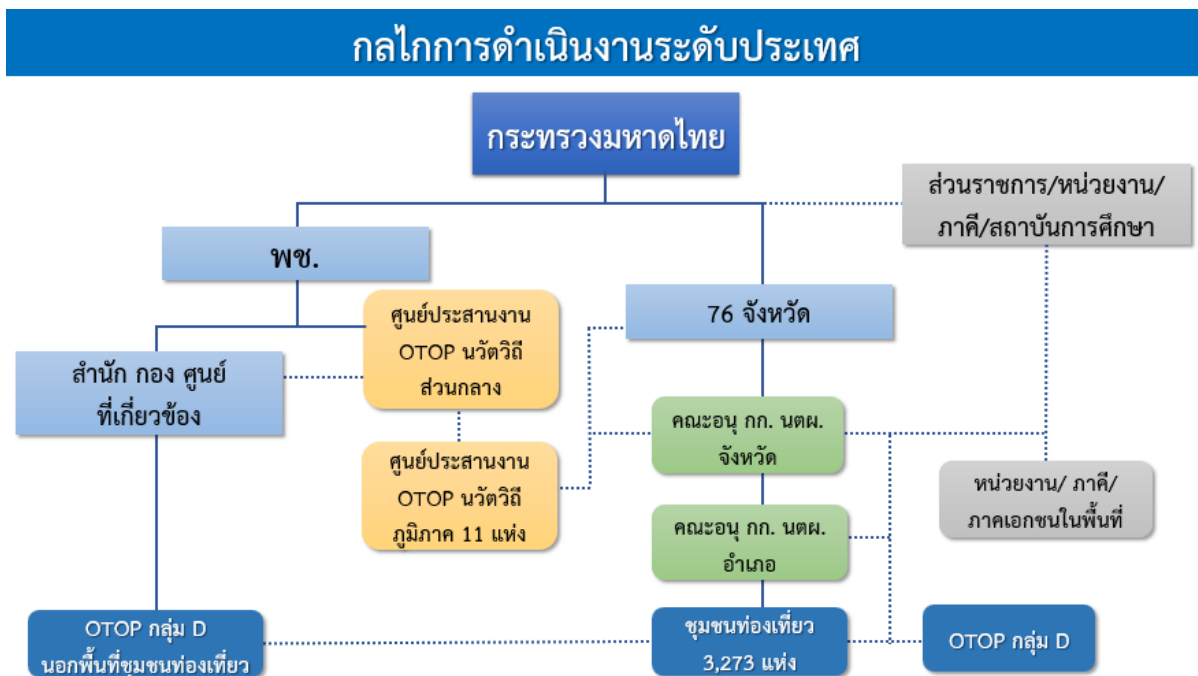 กลไกการดำเนินงานระดับประเทศ
กระทรวงมหาดไทย
ส่วนราชการ/หน่วยงาน/
ภาคี/สถาบันการศึกษา
พช.
ศูนย์ประสานงาน
OTOP นวัตวิถี
ส่วนกลาง
76 จังหวัด
สำนัก กอง ศูนย์
ที่เกี่ยวข้อง
คณะอนุ กก. นตผ.
จังหวัด
ศูนย์ประสานงาน
OTOP นวัตวิถี
ภูมิภาค 11 แห่ง
หน่วยงาน/ ภาคี/
ภาคเอกชนในพื้นที่
คณะอนุ กก. นตผ.
อำเภอ
OTOP กลุ่ม D
นอกพื้นที่ชุมชนท่องเที่ยว
ชุมชนท่องเที่ยว
3,273 แห่ง
OTOP กลุ่ม D